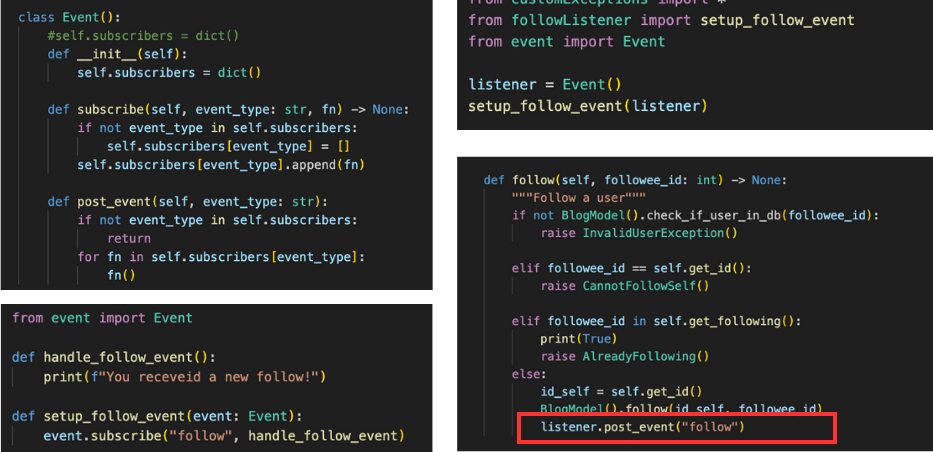 class Event():
#self.subscribers = dict()
def __init__(self):
self.subscribers = dict()
def subscribe(self, event_type: str, fn) -> None:
if not event_type in self.subscribers:
self.subscribers[event_type] = []
self.subscribers[event_type].append(fn)
def post_event(self, event_type: str):
if not event_type in self.subscribers:
return
for fn in self.subscribers[event_type]:
fn()
from event import Event
def handle_follow_event():
print(f"You receveid a new follow!")
def setup_follow_event(event: Event):
event.subscribe("follow", handle_follow_event)
from customExceptions import *
from followListener import setup_follow_event
from event import Event
listener = Event()
setup_follow_event(listener)
def follow(self, followee_id: int) -> None:
"""Follow a user"""
if not BlogModel().check_if_user_in_db(followee_id):
raise InvalidUserException()
elif followee_id == self.get_id():
raise CannotFollowSelf()
elif followee_id in self.get_following():
print(True)
raise AlreadyFollowing()
else:
id_self = self.get_id()
BlogModel().follow(id_self, followee_id)
listener.post_event("follow")